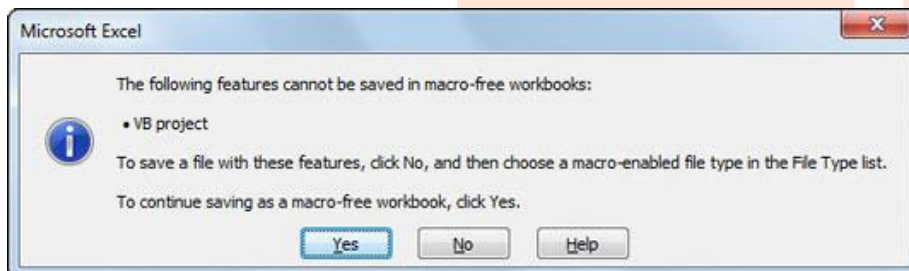 Microsoft Excel
The following features cannot be saved in macro-free workbooks:
• VB project
To save a file with these features, click No, and then choose a macro-enabled file type in the File Type list.
To continue saving as a macro-free workbook, click Yes.
Yes No Help